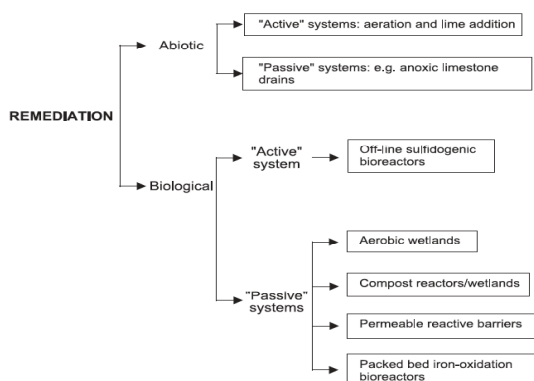 "Active" systems: aeration and lime addition
Abiotic
"Passive" systems: e.g. anoxic limestone
drains
REMEDIATION
"Active"
system
Off-line sulfidogenic
bioreactors
Biological
Aerobic wetlands
Compost reactors/wetlands
"Passive"
systems
Permeable reactive barriers
Packed bed iron-oxidation
bioreactors